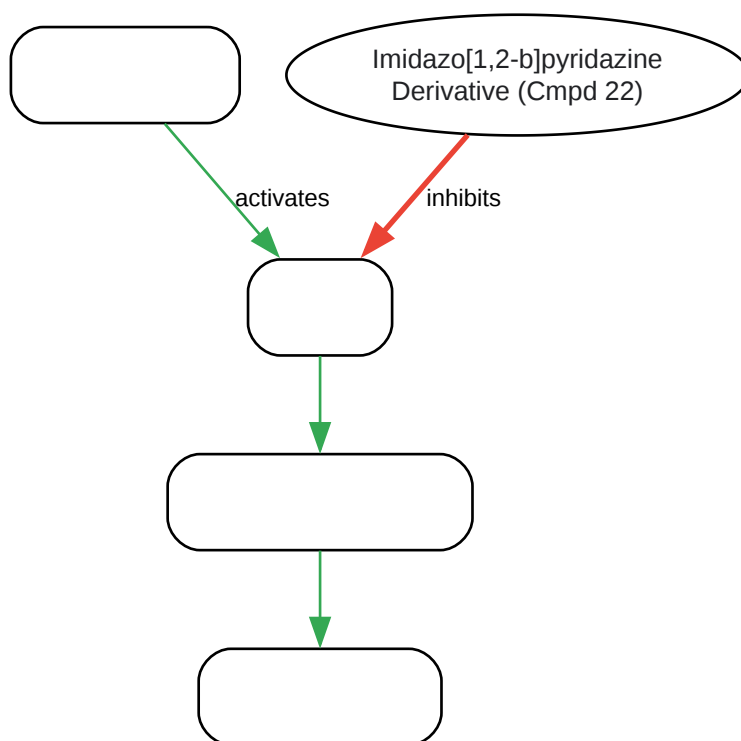 Imidazo[1,2-b]pyridazine
Derivative (Cmpd 22)
activates
inhibits